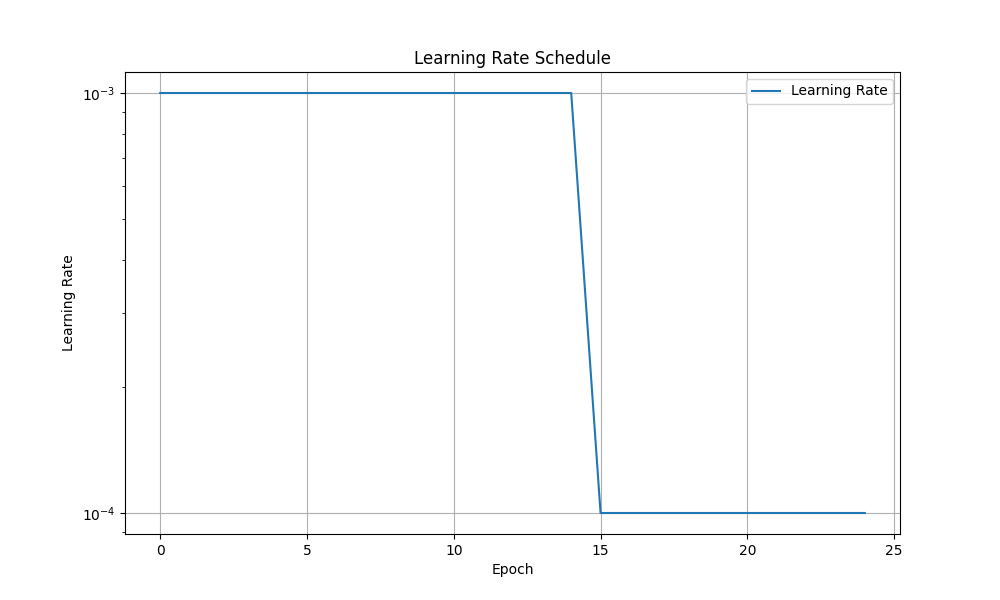 Learning Rate Schedule
Learning Rate
10⁻³
10⁻⁴
Learning Rate
0 5 10 15 20 25
Epoch